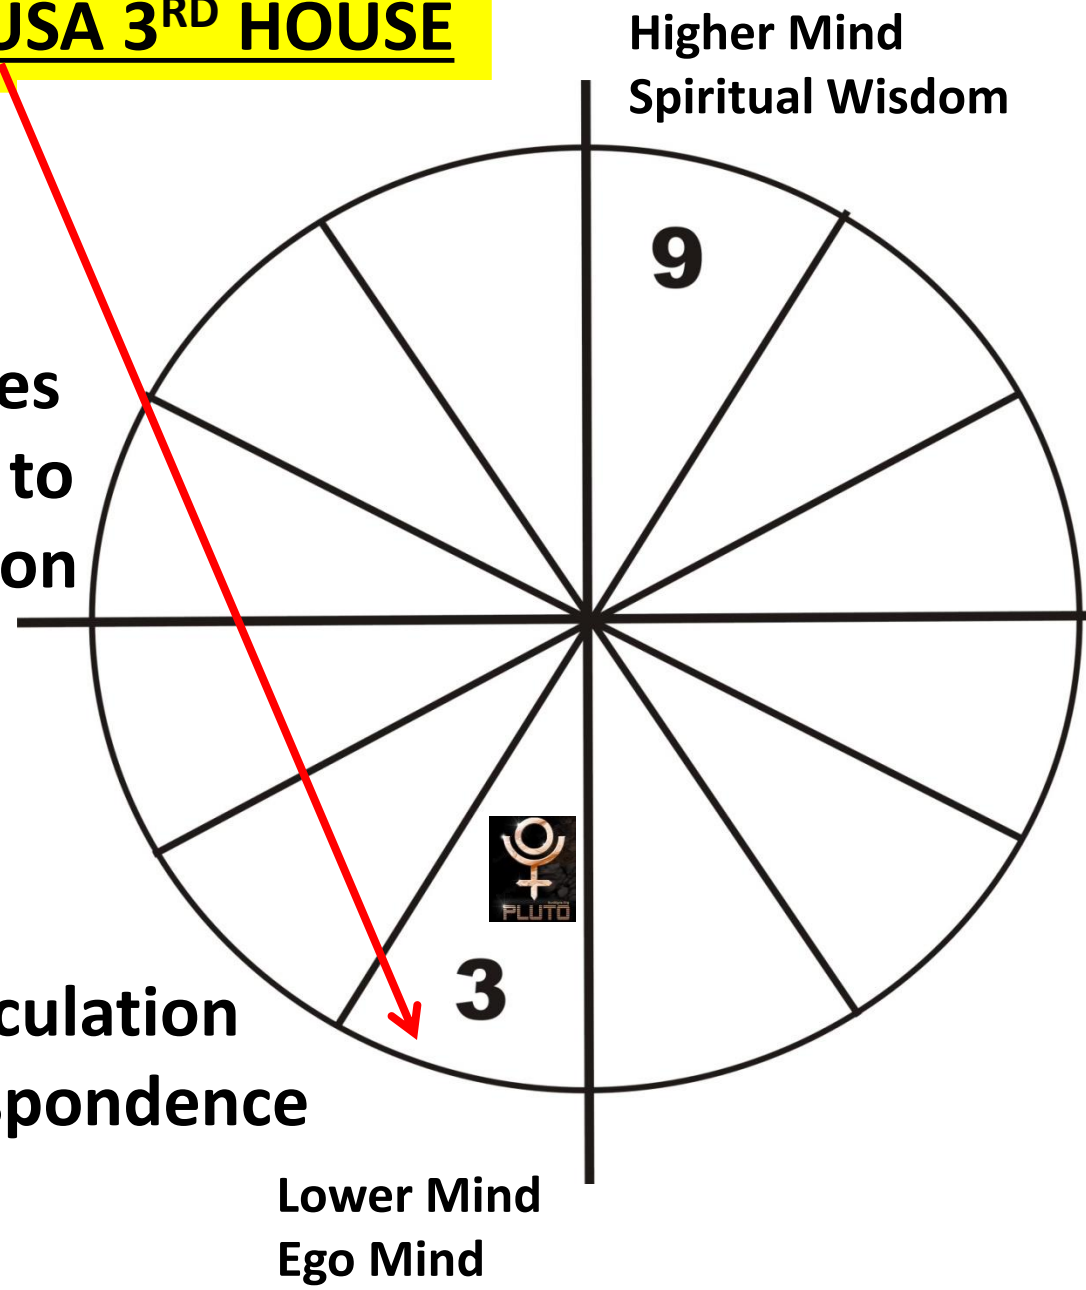 USA 3RD HOUSE
Higher Mind
Spiritual Wisdom
9
es
to
on
PLUTO
3
culation
spondence
Lower Mind
Ego Mind